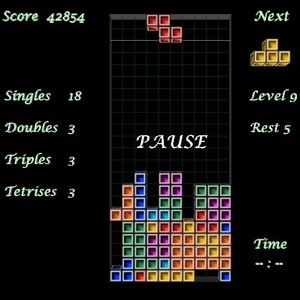 Score 42854
Next
Singles 18
Level 9
Doubles 3
Rest 5
PAUSE
Triples 3
Tetrises 3
Time
-- : --